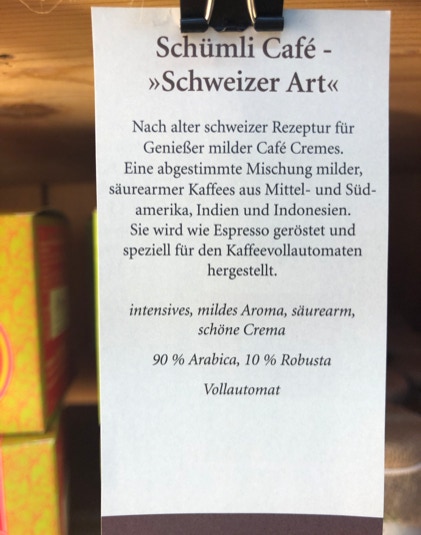 Schümli Café -
»Schweizer Art«
Nach alter schweizer Rezeptur für
Genießer milder Café Cremes.
Eine abgestimmte Mischung milder,
säurearmer Kaffees aus Mittel- und Süd-
amerika, Indien und Indonesien.
Sie wird wie Espresso geröstet und
speziell für den Kaffeevollautomaten
hergestellt.
intensives, mildes Aroma, säurearm,
schöne Crema
90 % Arabica, 10 % Robusta
Vollautomat